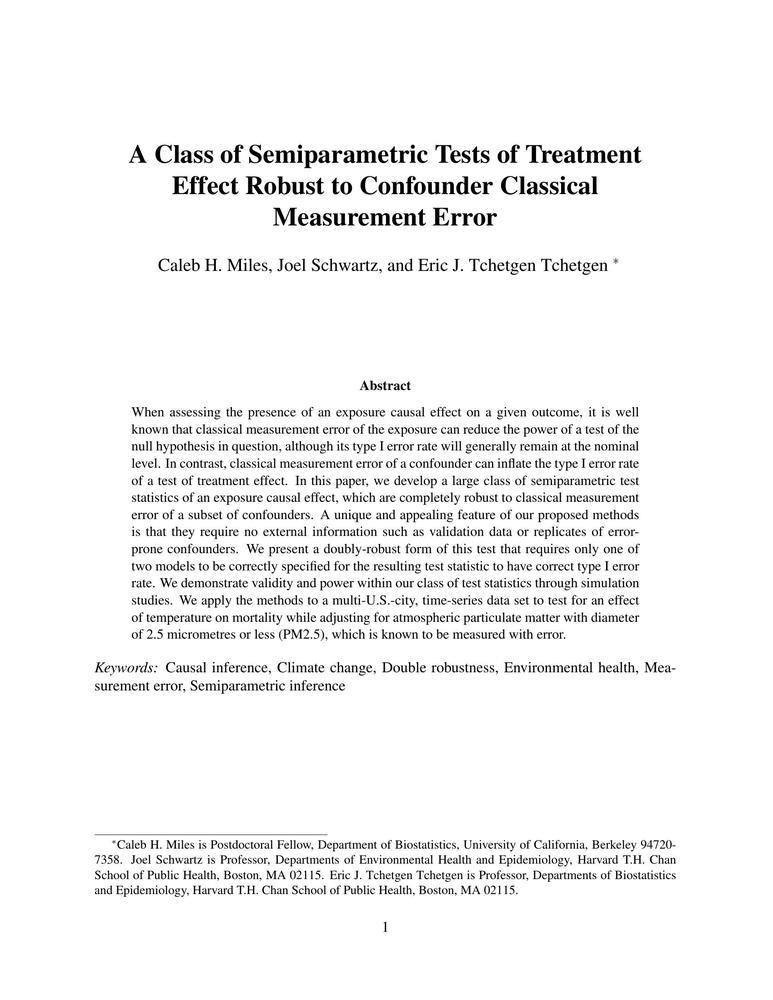 A Class of Semiparametric Tests of Treatment
Effect Robust to Confounder Classical
Measurement Error
Caleb H. Miles, Joel Schwartz, and Eric J. Tchetgen Tchetgen *
Abstract
When assessing the presence of an exposure causal effect on a given outcome, it is well
known that classical measurement error of the exposure can reduce the power of a test of the
null hypothesis in question, although its type I error rate will generally remain at the nominal
level. In contrast, classical measurement error of a confounder can inflate the type I error rate
of a test of treatment effect. In this paper, we develop a large class of semiparametric test
statistics of an exposure causal effect, which are completely robust to classical measurement
error of a subset of confounders. A unique and appealing feature of our proposed methods
is that they require no external information such as validation data or replicates of error-
prone confounders. We present a doubly-robust form of this test that requires only one of
two models to be correctly specified for the resulting test statistic to have correct type I error
rate. We demonstrate validity and power within our class of test statistics through simulation
studies. We apply the methods to a multi-U.S.-city, time-series data set to test for an effect
of temperature on mortality while adjusting for atmospheric particulate matter with diameter
of 2.5 micrometres or less (PM2.5), which is known to be measured with error.
Keywords: Causal inference, Climate change, Double robustness, Environmental health, Mea-
surement error, Semiparametric inference
*Caleb H. Miles is Postdoctoral Fellow, Department of Biostatistics, University of California, Berkeley 94720-
7358. Joel Schwartz is Professor, Departments of Environmental Health and Epidemiology, Harvard T.H. Chan
School of Public Health, Boston, MA 02115. Eric J. Tchetgen Tchetgen is Professor, Departments of Biostatistics
and Epidemiology, Harvard T.H. Chan School of Public Health, Boston, MA 02115.
1